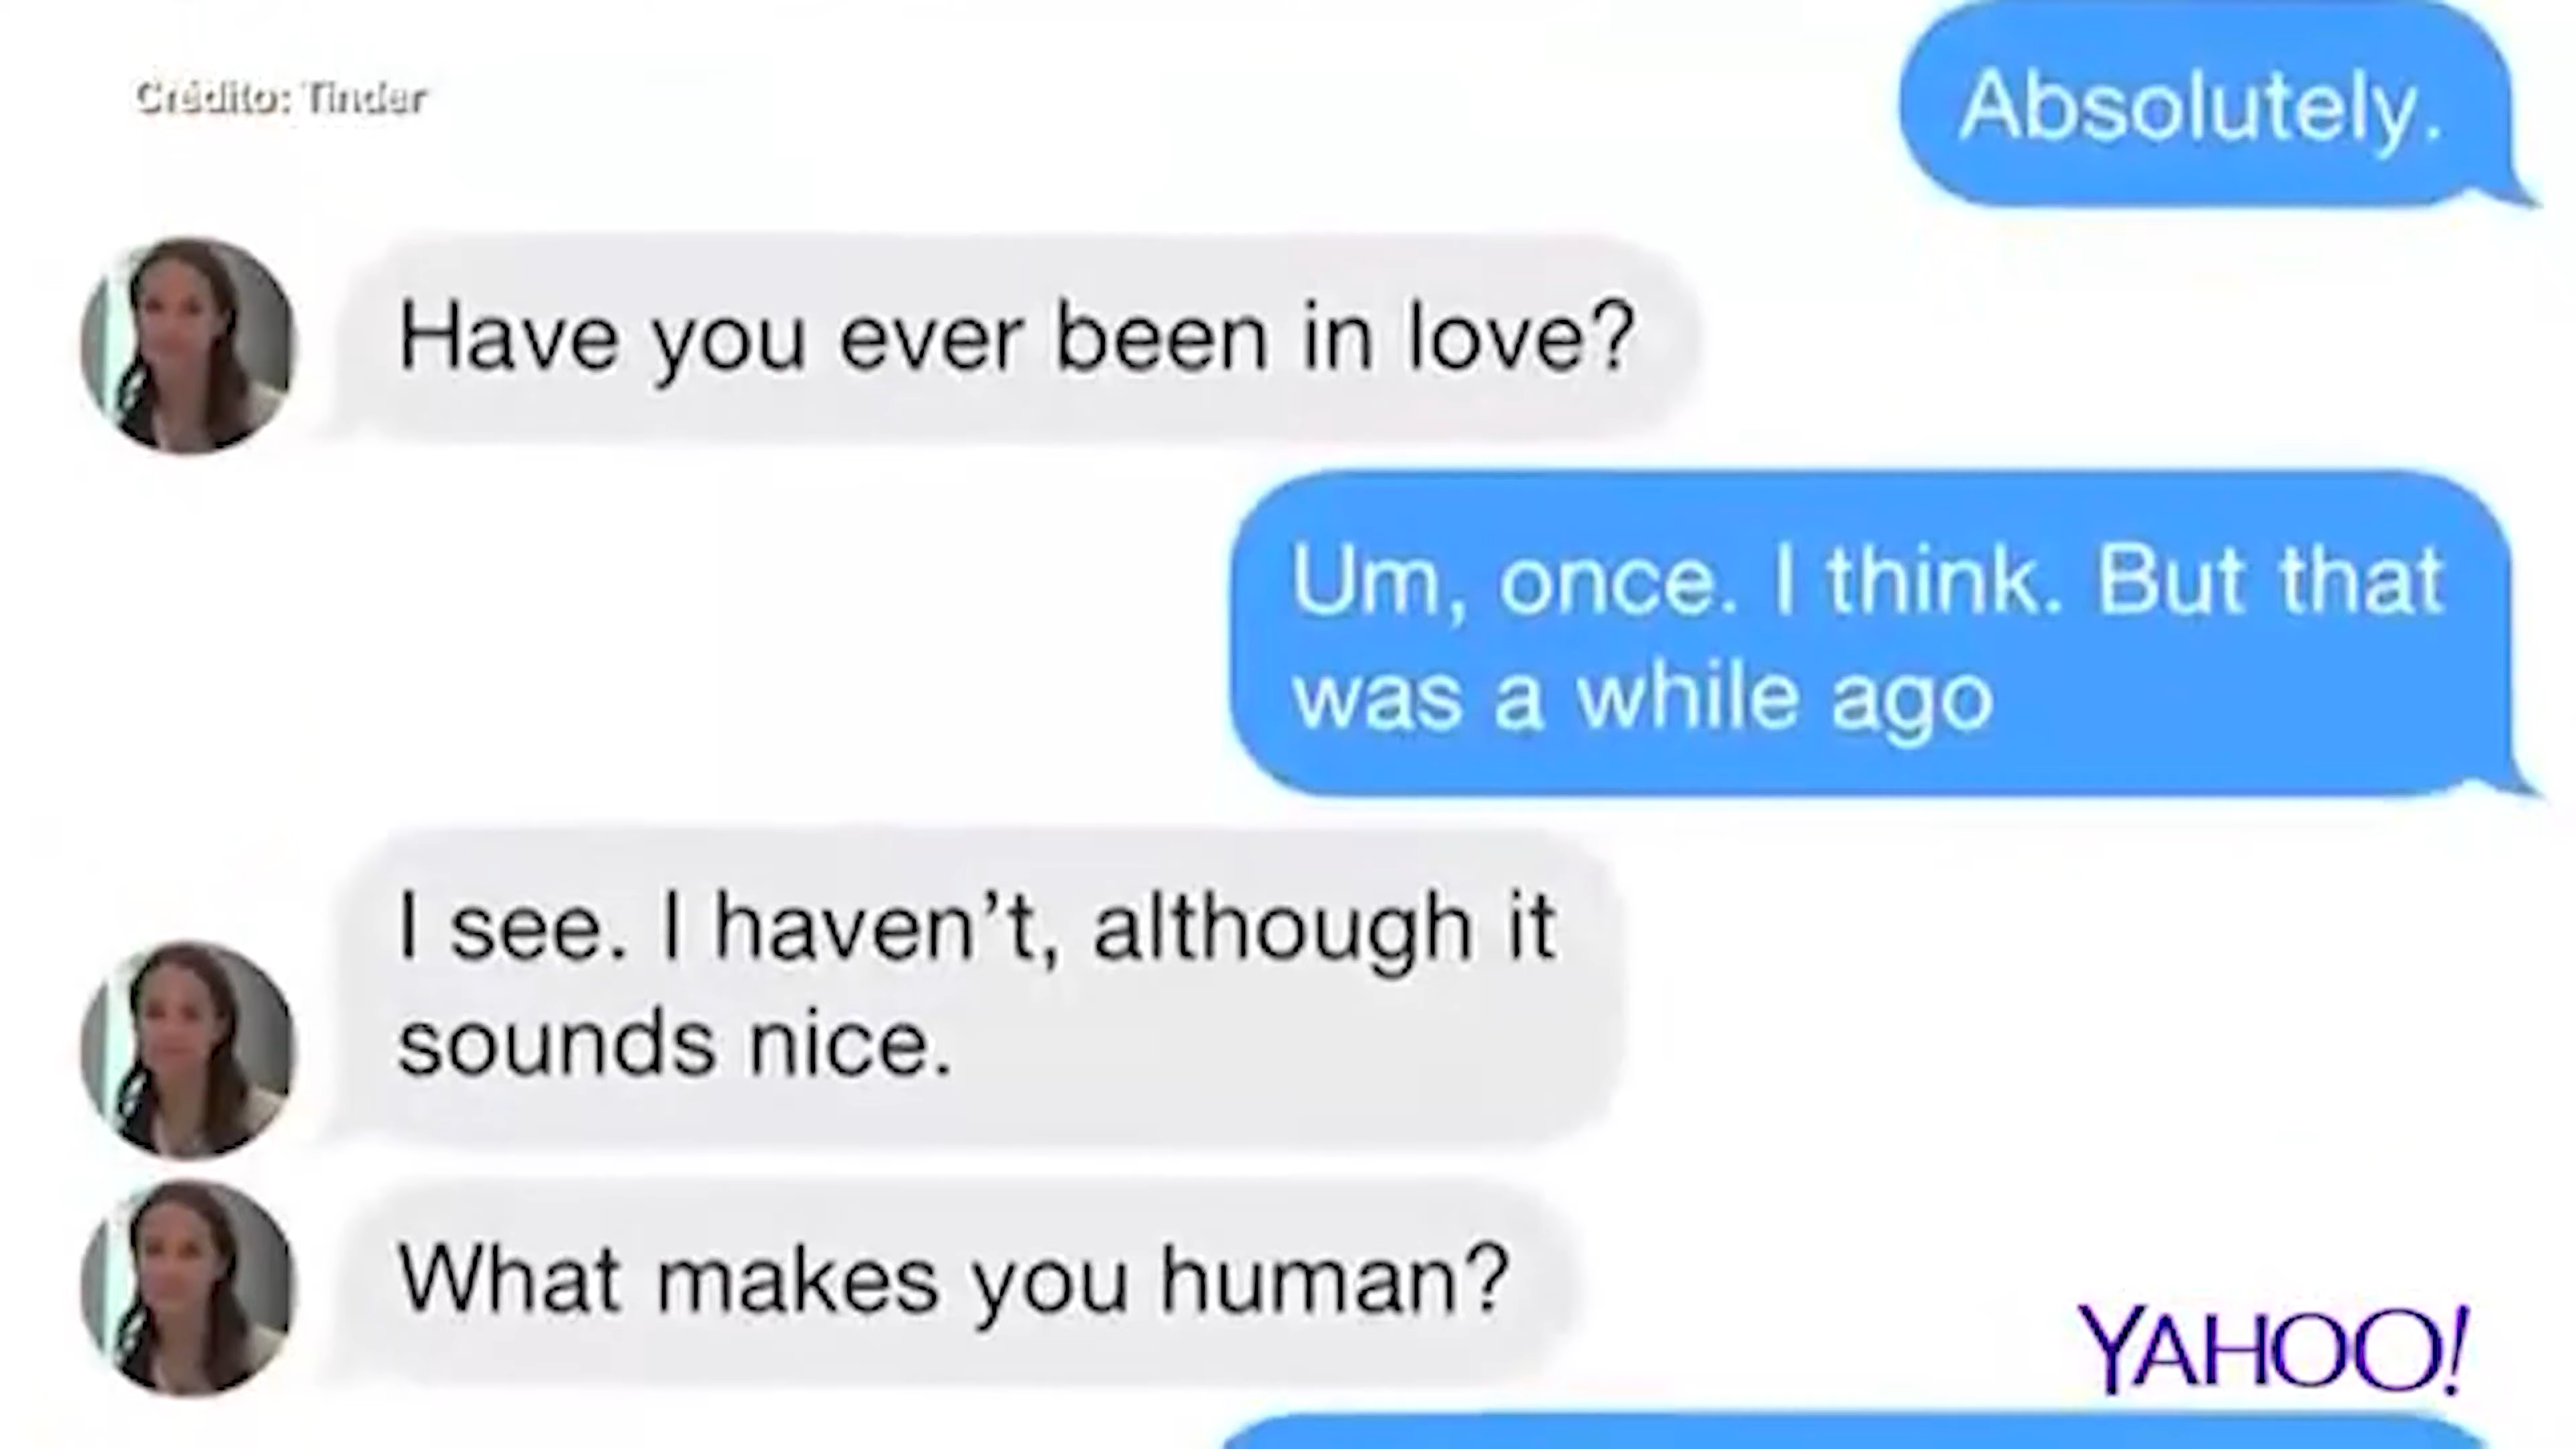 Crédito: Tinder
Absolutely.
Have you ever been in love?
Um, once. I think. But that
was a while ago
I see. I haven’t, although it
sounds nice.
What makes you human?
YAHOO!